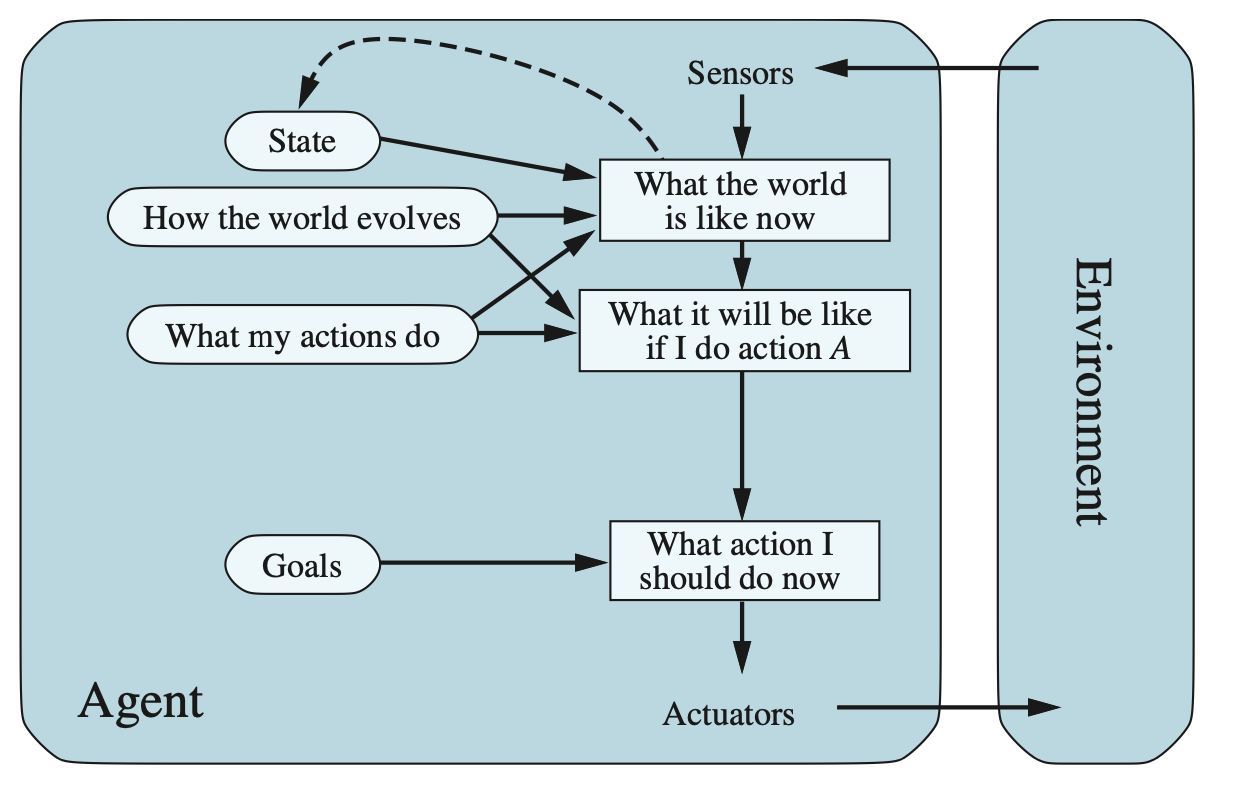 Sensors
State
What the world
is like now
How the world evolves
What my actions do
What it will be like
if I do action A
Goals
What action I
should do now
Agent
Actuators
Environment